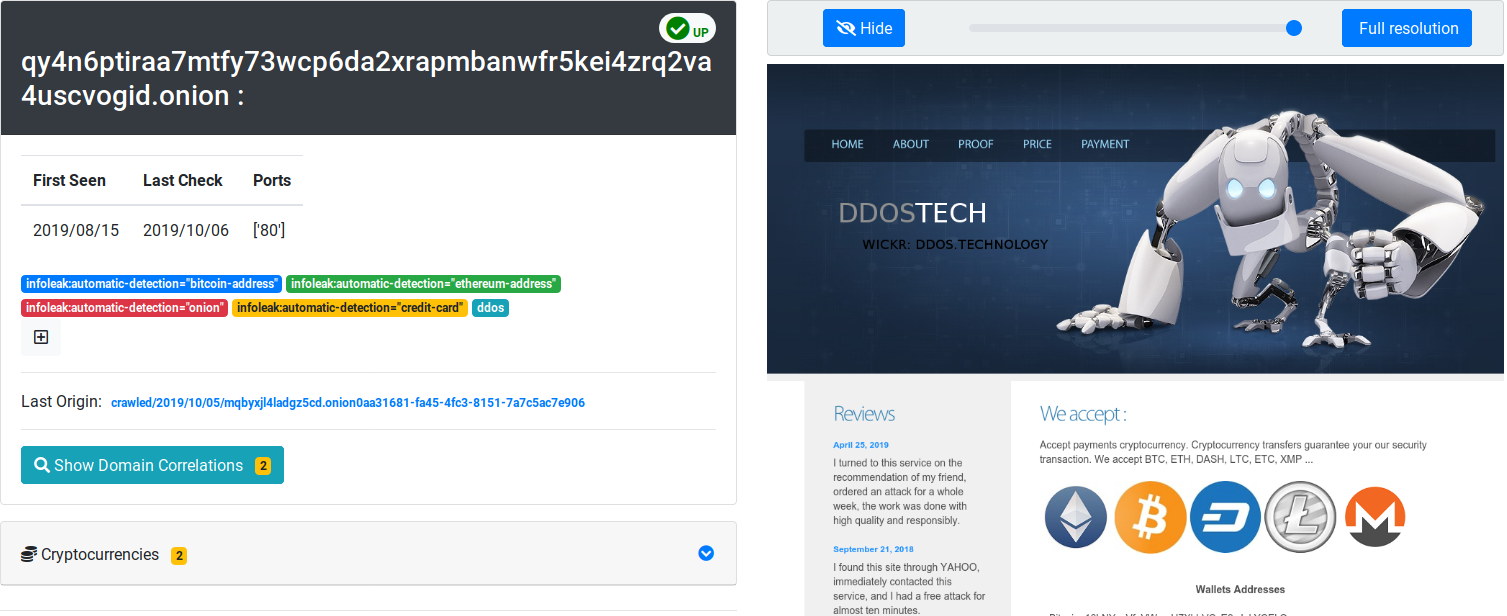 UP
qy4n6ptiraa7mtfy73wcp6da2xrapmbanwfr5kei4zrq2va
4uscvogid.onion :
First Seen Last Check Ports
2019/08/15 2019/10/06 ['80']
infoleak:automatic-detection="bitcoin-address" infoleak:automatic-detection="ethereum-address"
infoleak:automatic-detection="onion" infoleak:automatic-detection="credit-card" ddos
Last Origin: crawled/2019/10/05/mqbyxjl4ladgz5cd.onion0aa31681-fa45-4fc3-8151-7a7c5ac7e906
Show Domain Correlations 2
Cryptocurrencies 2
Hide Full resolution
HOME ABOUT PROOF PRICE PAYMENT
DDOSTECH
WICKR: DDOS.TECHNOLOGY
Reviews
April 25, 2019
I turned to this service on the
recommendation of my friend,
ordered an attack for a whole
week, the work was done with
high quality and responsibly.
September 21, 2018
I found this site through YAHOO,
immediately contacted this
service, and I had a free attack for
almost ten minutes.
We accept :
Accept payments cryptocurrency. Cryptocurrency transfers guarantee your our security
transaction. We accept BTC, ETH, DASH, LTC, ETC, XMP ...
Wallets Addresses